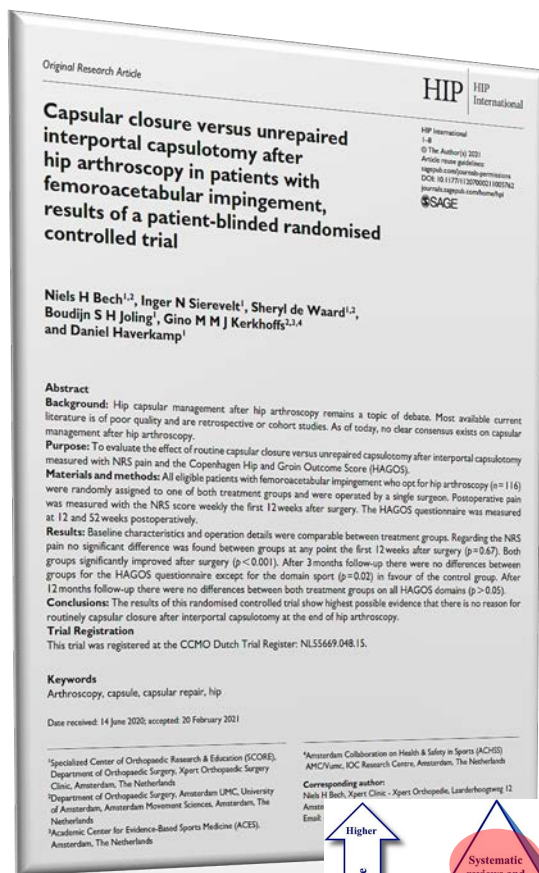 Original Research Article
HIP
HIP
International
Capsular closure versus unrepaired
interportal capsulotomy after
hip arthroscopy in patients with
femoroacetabular impingement,
results of a patient-blinded randomised
controlled trial
HIP International
1–8
© The Author(s) 2021
Article reuse guidelines:
sagepub.com/journals-permissions
DOI: 10.1177/11207000211005762
journals.sagepub.com/home/hpi
SAGE
Niels H Bech1,2, Inger N Sierevelt1, Sheryl de Waard1,2,
Boudijn S H Joling1, Gino M M J Kerkhoffs2,3,4
and Daniel Haverkamp1
Abstract
Background: Hip capsular management after hip arthroscopy remains a topic of debate. Most available current
literature is of poor quality and are retrospective or cohort studies. As of today, no clear consensus exists on capsular
management after hip arthroscopy.
Purpose: To evaluate the effect of routine capsular closure versus unrepaired capsulotomy after interportal capsulotomy
measured with NRS pain and the Copenhagen Hip and Groin Outcome Score (HAGOS).
Materials and methods: All eligible patients with femoroacetabular impingement who opt for hip arthroscopy (n=116)
were randomly assigned to one of both treatment groups and were operated by a single surgeon. Postoperative pain
was measured with the NRS score weekly the first 12 weeks after surgery. The HAGOS questionnaire was measured
at 12 and 52 weeks postoperatively.
Results: Baseline characteristics and operation details were comparable between treatment groups. Regarding the NRS
pain no significant difference was found between groups at any point the first 12 weeks after surgery (p=0.67). Both
groups significantly improved after surgery (p<0.001). After 3 months follow-up there were no differences between
groups for the HAGOS questionnaire except for the domain sport (p=0.02) in favour of the control group. After
12 months follow-up there were no differences between both treatment groups on all HAGOS domains (p>0.05).
Conclusions: The results of this randomised controlled trial show highest possible evidence that there is no reason for
routinely capsular closure after interportal capsulotomy at the end of hip arthroscopy.
Trial Registration
This trial was registered at the CCMO Dutch Trial Register: NL55669.048.15.
Keywords
Arthroscopy, capsule, capsular repair, hip
Date received: 14 June 2020; accepted: 20 February 2021
1Specialized Center of Orthopaedic Research & Education (SCORE),
Department of Orthopaedic Surgery, Xpert Orthopaedic Surgery
Clinic, Amsterdam, The Netherlands
2Department of Orthopaedic Surgery, Amsterdam UMC, University
of Amsterdam, Amsterdam Movement Sciences, Amsterdam, The
Netherlands
3Academic Center for Evidence-Based Sports Medicine (ACES),
Amsterdam, The Netherlands
4Amsterdam Collaboration on Health & Safety in Sports (ACHSS)
AMC/Vumc, IOC Research Centre, Amsterdam, The Netherlands
Corresponding author:
Niels H Bech, Xpert Clinic - Xpert Orthopedie, Laarderhoogtweg 12
Email:
Higher
Systematic